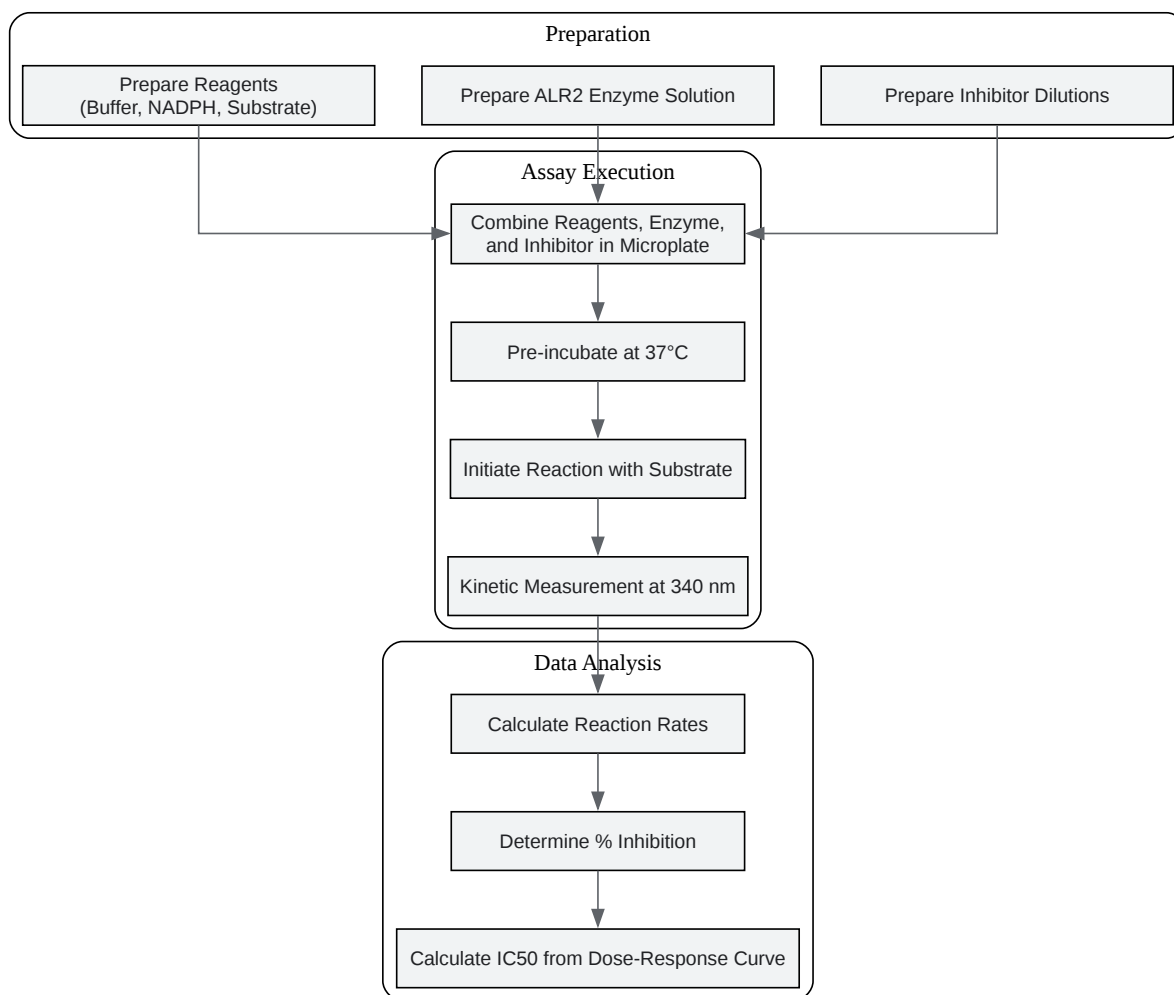 Preparation
Prepare Reagents
(Buffer, NADPH, Substrate)
Prepare ALR2 Enzyme Solution
Prepare Inhibitor Dilutions
Assay Execution
Combine Reagents, Enzyme,
and Inhibitor in Microplate
Pre-incubate at 37°C
Initiate Reaction with Substrate
Kinetic Measurement at 340 nm
Data Analysis
Calculate Reaction Rates
Determine % Inhibition
Calculate IC50 from Dose-Response Curve